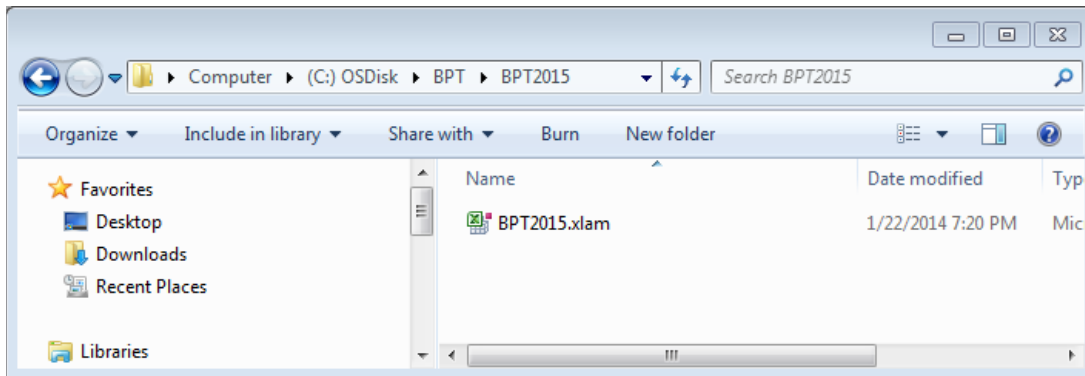 Computer (C:) OSDisk BPT BPT2015 Search BPT2015
Organize Include in library Share with Burn New folder
Favorites
Desktop
Downloads
Recent Places
Libraries
Name Date modified Typ
BPT2015.xlam 1/22/2014 7:20 PM Mic